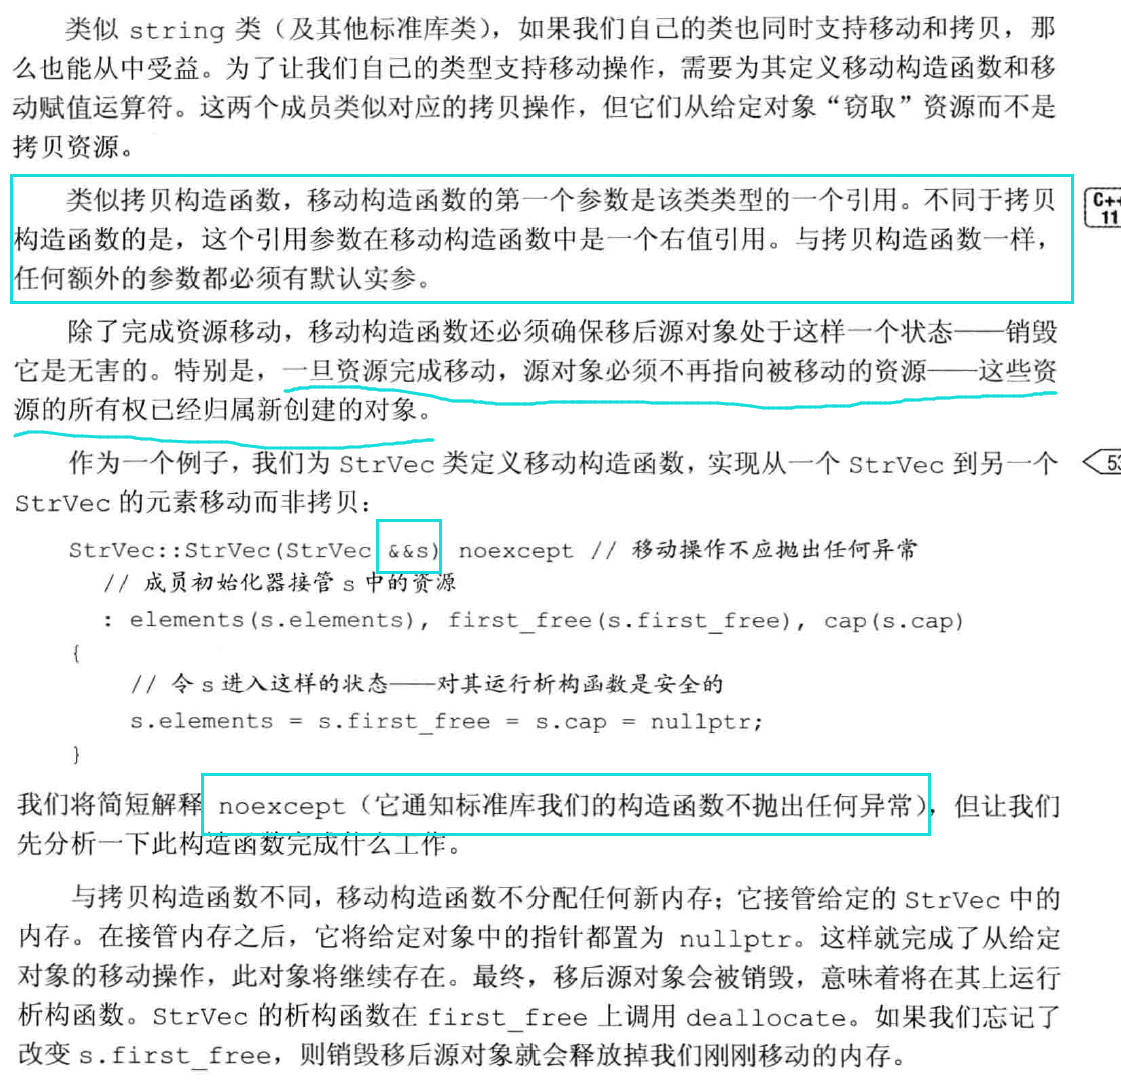 类似 string 类（及其他标准库类），如果我们自己的类也同时支持移动和拷贝，那
么也能从中受益。为了让我们自己的类型支持移动操作，需要为其定义移动构造函数和移
动赋值运算符。这两个成员类似对应的拷贝操作，但它们从给定对象“窃取”资源而不是
拷贝资源。
类似拷贝构造函数，移动构造函数的第一个参数是该类类型的一个引用。不同于拷贝
构造函数的是，这个引用参数在移动构造函数中是一个右值引用。与拷贝构造函数一样，
任何额外的参数都必须有默认实参。
C++
11
除了完成资源移动，移动构造函数还必须确保移后源对象处于这样一个状态——销毁
它是无害的。特别是，一旦资源完成移动，源对象必须不再指向被移动的资源——这些资
源的所有权已经归属新创建的对象。
作为一个例子，我们为 StrVec 类定义移动构造函数，实现从一个 StrVec 到另一个
StrVec 的元素移动而非拷贝：
53
StrVec::StrVec(StrVec &&s) noexcept // 移动操作不应抛出任何异常
// 成员初始化器接管 s 中的资源
: elements(s.elements), first_free(s.first_free), cap(s.cap)
{
// 令 s 进入这样的状态——对其运行析构函数是安全的
s.elements = s.first_free = s.cap = nullptr;
}
我们将简短解释 noexcept（它通知标准库我们的构造函数不抛出任何异常），但让我们
先分析一下此构造函数完成什么工作。
与拷贝构造函数不同，移动构造函数不分配任何新内存；它接管给定的 StrVec 中的
内存。在接管内存之后，它将给定对象中的指针都置为 nullptr。这样就完成了从给定
对象的移动操作，此对象将继续存在。最终，移后源对象会被销毁，意味着将在其上运行
析构函数。StrVec 的析构函数在 first_free 上调用 deallocate。如果我们忘记了
改变 s.first_free，则销毁移后源对象就会释放掉我们刚刚移动的内存。